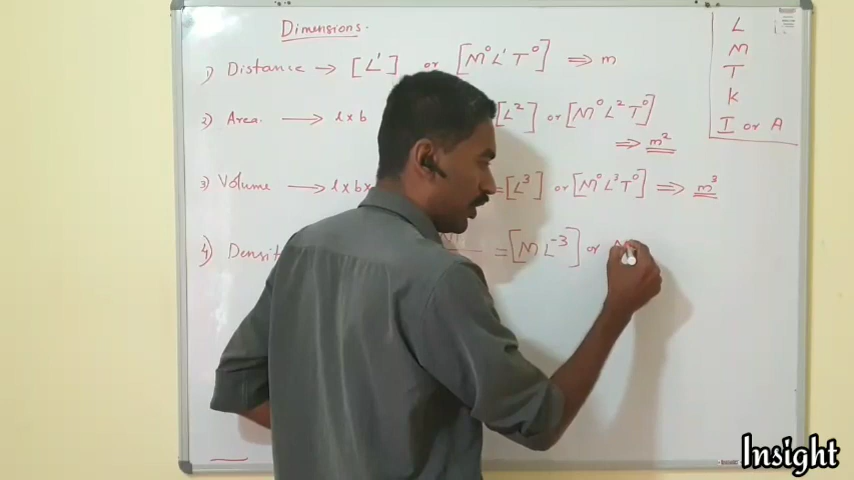 Dimensions.
1) Distance → [L¹] or [M⁰L¹T⁰] ⇒ m
2) Area. → l x b [L²] or [M⁰L²T⁰]
⇒ m²
3) Volume → l x b x = [L³] or [M⁰L³T⁰] ⇒ m³
4) = [M L⁻³] or
L
M
T
K
I or A
Insight